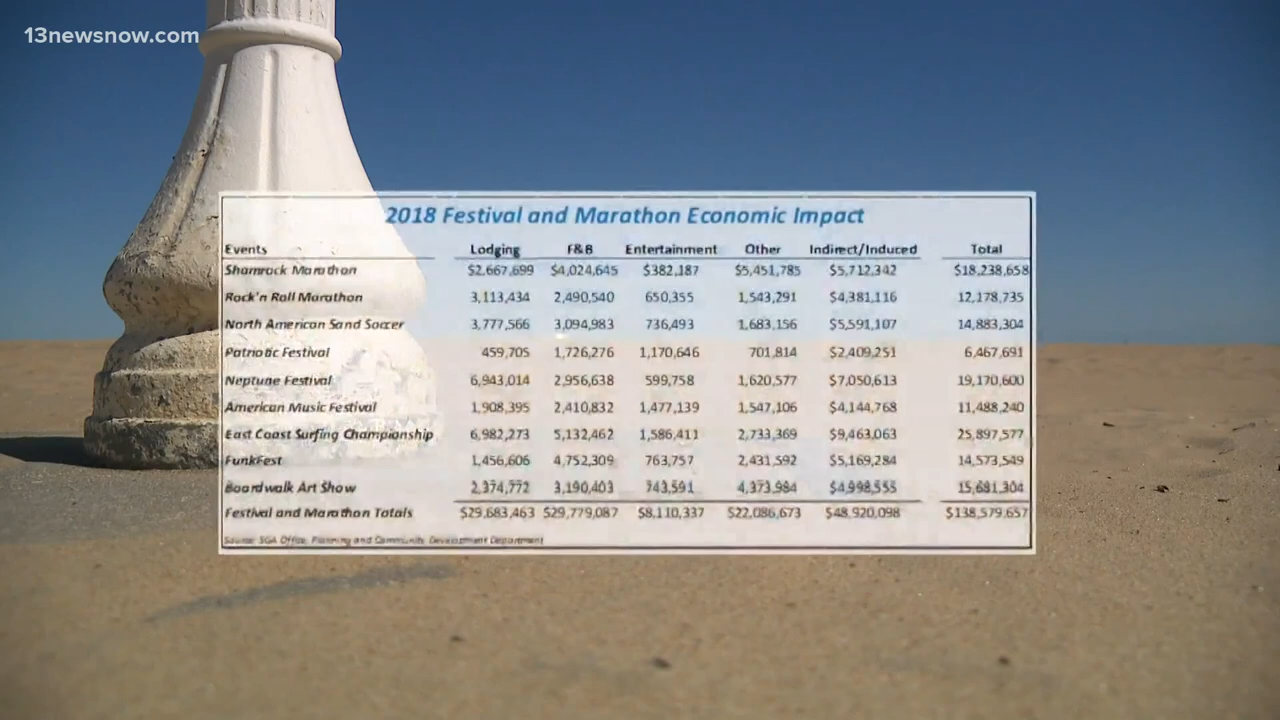 13newsnow.com
2018 Festival and Marathon Economic Impact
Events Lodging F&B Entertainment Other Indirect/Induced Total
Shamrock Marathon $2,667,699 $4,024,645 $382,187 $5,451,785 $5,712,342 $18,238,658
Rock'n Roll Marathon 3,113,434 2,490,540 650,355 1,543,291 $4,381,116 12,178,735
North American Sand Soccer 3,777,566 3,094,983 736,493 1,683,156 $5,591,107 14,883,304
Patriotic Festival 459,705 1,726,276 1,170,646 701,814 $2,409,251 6,467,691
Neptune Festival 6,943,014 2,956,638 599,758 1,620,577 $7,050,613 19,170,600
American Music Festival 1,908,395 2,410,832 1,477,139 1,547,106 $4,144,768 11,488,240
East Coast Surfing Championship 6,982,273 5,132,462 1,586,411 2,733,369 $9,463,063 25,897,577
FunkFest 1,456,606 4,752,309 763,757 2,431,592 $5,169,284 14,573,549
Boardwalk Art Show 2,374,772 3,190,403 743,591 4,373,984 $4,998,555 15,681,304
Festival and Marathon Totals $29,683,463 $29,779,087 $8,110,337 $22,086,673 $48,920,098 $138,579,657
Source: SGA Office, Planning and Community Development Department